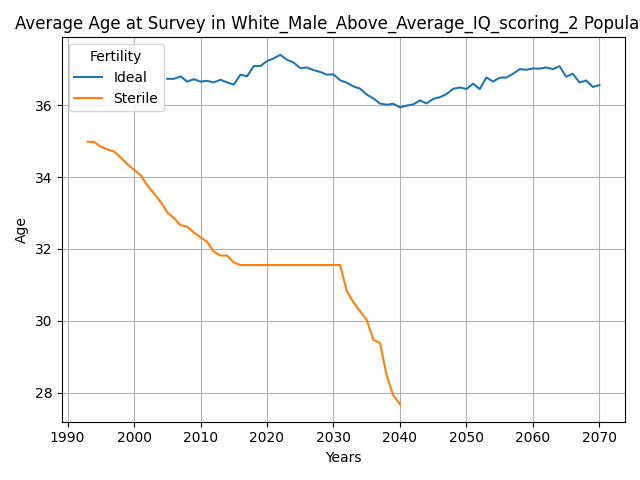 Average Age at Survey in White_Male_Above_Average_IQ_scoring_2 Popula
Fertility
Ideal
Sterile
36
34
32
30
28
Age
1990 2000 2010 2020 2030 2040 2050 2060 2070
Years